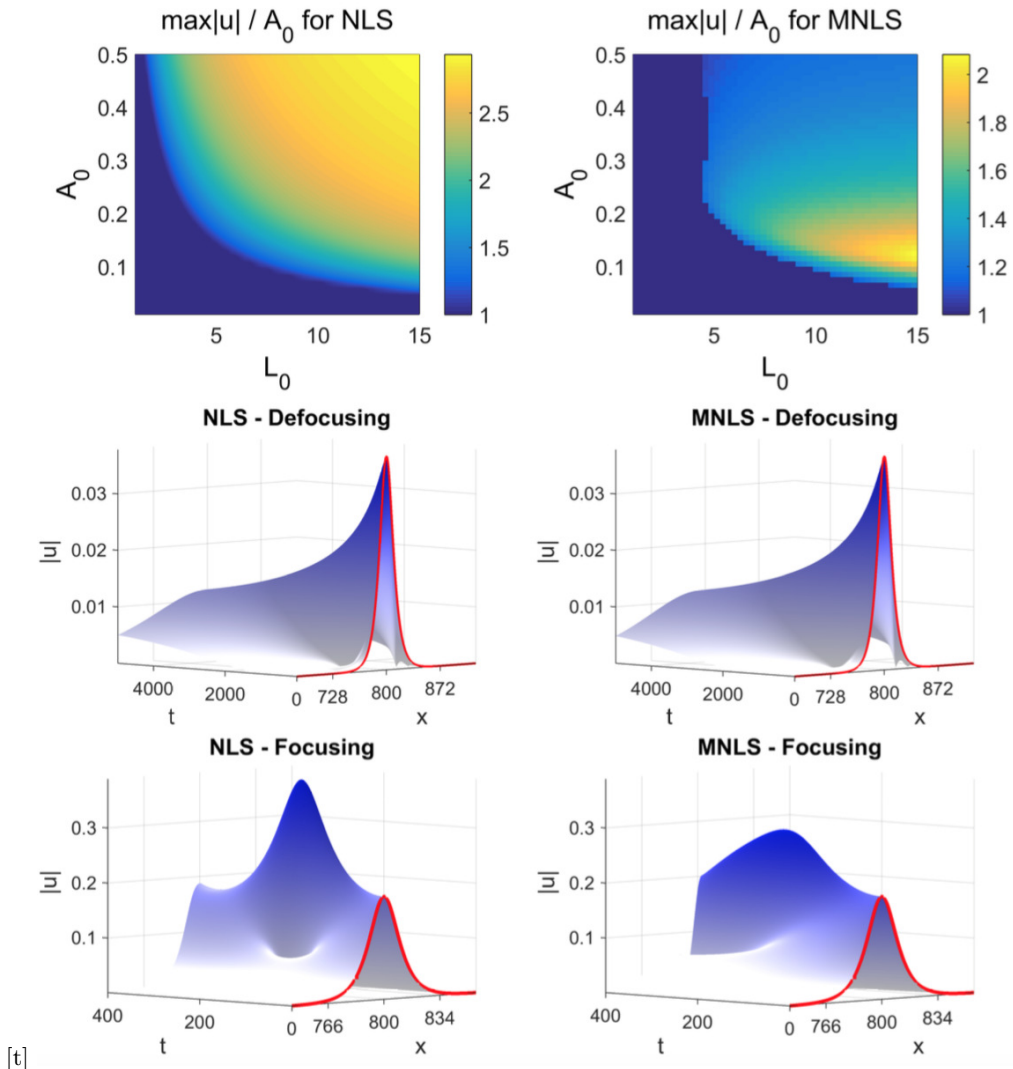 max|u| / A0 for NLS
0.5
0.4
0.3
0.2
0.1
A0
5 10 15
L0
2.5
2
1.5
1
max|u| / A0 for MNLS
0.5
0.4
0.3
0.2
0.1
A0
5 10 15
L0
2
1.8
1.6
1.4
1.2
1
NLS - Defocusing
|u|
0.03
0.02
0.01
4000 2000 0 728 800 872
t x
MNLS - Defocusing
|u|
0.03
0.02
0.01
4000 2000 0 728 800 872
t x
NLS - Focusing
|u|
0.3
0.2
0.1
400 200 0 766 800 834
t x
MNLS - Focusing
|u|
0.3
0.2
0.1
400 200 0 766 800 834
t x
[t]